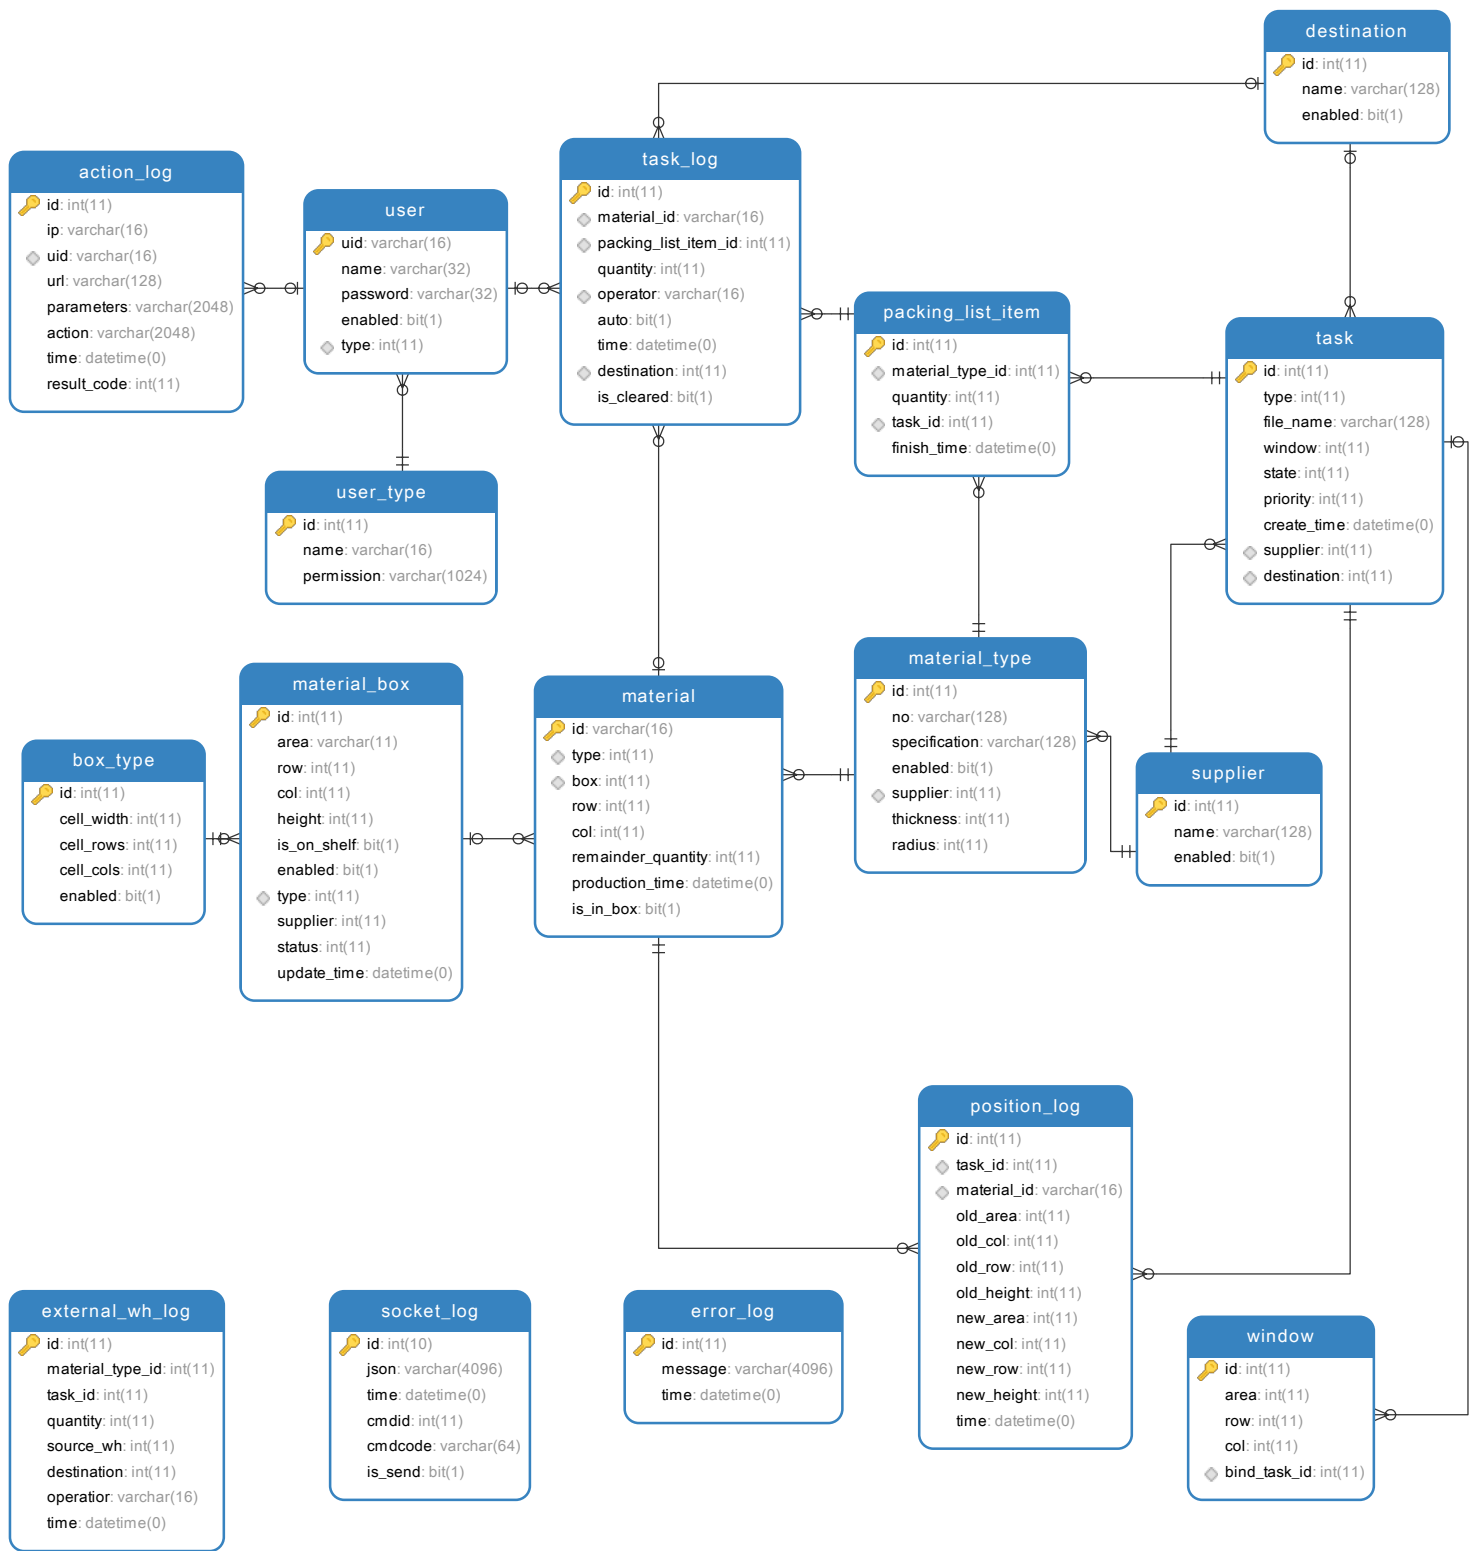 destination
id: int(11)
name: varchar(128)
enabled: bit(1)
action_log
id: int(11)
ip: varchar(16)
uid: varchar(16)
url: varchar(128)
parameters: varchar(2048)
action: varchar(2048)
time: datetime(0)
result_code: int(11)
user
uid: varchar(16)
name: varchar(32)
password: varchar(32)
enabled: bit(1)
type: int(11)
task_log
id: int(11)
material_id: varchar(16)
packing_list_item_id: int(11)
quantity: int(11)
operator: varchar(16)
auto: bit(1)
time: datetime(0)
destination: int(11)
is_cleared: bit(1)
packing_list_item
id: int(11)
material_type_id: int(11)
quantity: int(11)
task_id: int(11)
finish_time: datetime(0)
task
id: int(11)
type: int(11)
file_name: varchar(128)
window: int(11)
state: int(11)
priority: int(11)
create_time: datetime(0)
supplier: int(11)
destination: int(11)
user_type
id: int(11)
name: varchar(16)
permission: varchar(1024)
box_type
id: int(11)
cell_width: int(11)
cell_rows: int(11)
cell_cols: int(11)
enabled: bit(1)
material_box
id: int(11)
area: varchar(11)
row: int(11)
col: int(11)
height: int(11)
is_on_shelf: bit(1)
enabled: bit(1)
type: int(11)
supplier: int(11)
status: int(11)
update_time: datetime(0)
material
id: varchar(16)
type: int(11)
box: int(11)
row: int(11)
col: int(11)
remainder_quantity: int(11)
production_time: datetime(0)
is_in_box: bit(1)
material_type
id: int(11)
no: varchar(128)
specification: varchar(128)
enabled: bit(1)
supplier: int(11)
thickness: int(11)
radius: int(11)
supplier
id: int(11)
name: varchar(128)
enabled: bit(1)
position_log
id: int(11)
task_id: int(11)
material_id: varchar(16)
old_area: int(11)
old_col: int(11)
old_row: int(11)
old_height: int(11)
new_area: int(11)
new_col: int(11)
new_row: int(11)
new_height: int(11)
time: datetime(0)
external_wh_log
id: int(11)
material_type_id: int(11)
task_id: int(11)
quantity: int(11)
source_wh: int(11)
destination: int(11)
operatior: varchar(16)
time: datetime(0)
socket_log
id: int(10)
json: varchar(4096)
time: datetime(0)
cmdid: int(11)
cmdcode: varchar(64)
is_send: bit(1)
error_log
id: int(11)
message: varchar(4096)
time: datetime(0)
window
id: int(11)
area: int(11)
row: int(11)
col: int(11)
bind_task_id: int(11)